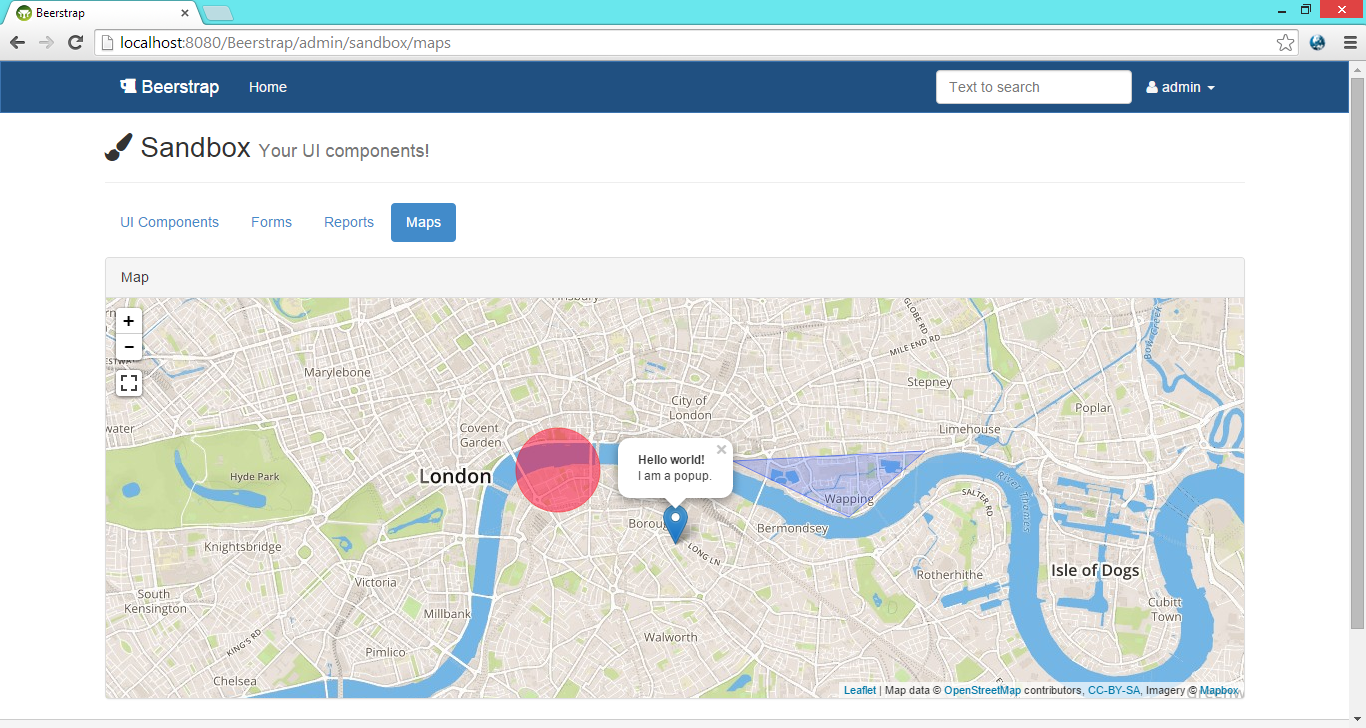 Beerstrap
localhost:8080/Beerstrap/admin/sandbox/maps
Beerstrap Home Text to search admin
Sandbox Your UI components!
UI Components Forms Reports Maps
Map
+
−
GLOBE RD
MILE END RD
Bow Creek
Marylebone
Stepney
City of
London
Poplar
water
Covent
Garden
Limehouse
Hyde Park
London
Hello world!
I am a popup.
×
Wapping
SALTER RD
River Thames
Bermondsey
LONG LN
Knightsbridge
Isle of Dogs
Rotherhithe
Victoria
South
Kensington
Millbank
Cubitt
Town
KING'S RD
Walworth
Pimlico
Chelsea
Leaflet | Map data © OpenStreetMap contributors, CC-BY-SA, Imagery © Mapbox